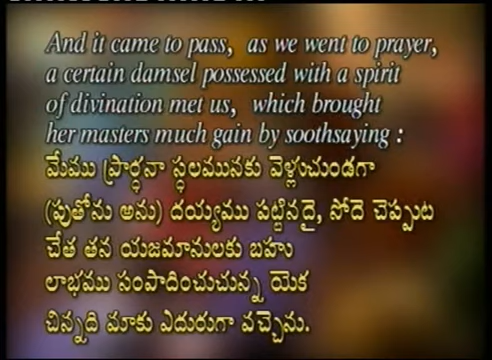 And it came to pass, as we went to prayer,
a certain damsel possessed with a spirit
of divination met us, which brought
her masters much gain by soothsaying :
మేము ప్రార్థనా స్థలమునకు వెళ్లుచుండగా
(పుతోను అను) దయ్యము పట్టినదై, సోదె చెప్పుట
చేత తన యజమానులకు బహు
లాభము సంపాదించుచున్న యొక
చిన్నది మాకు ఎదురుగా వచ్చెను.